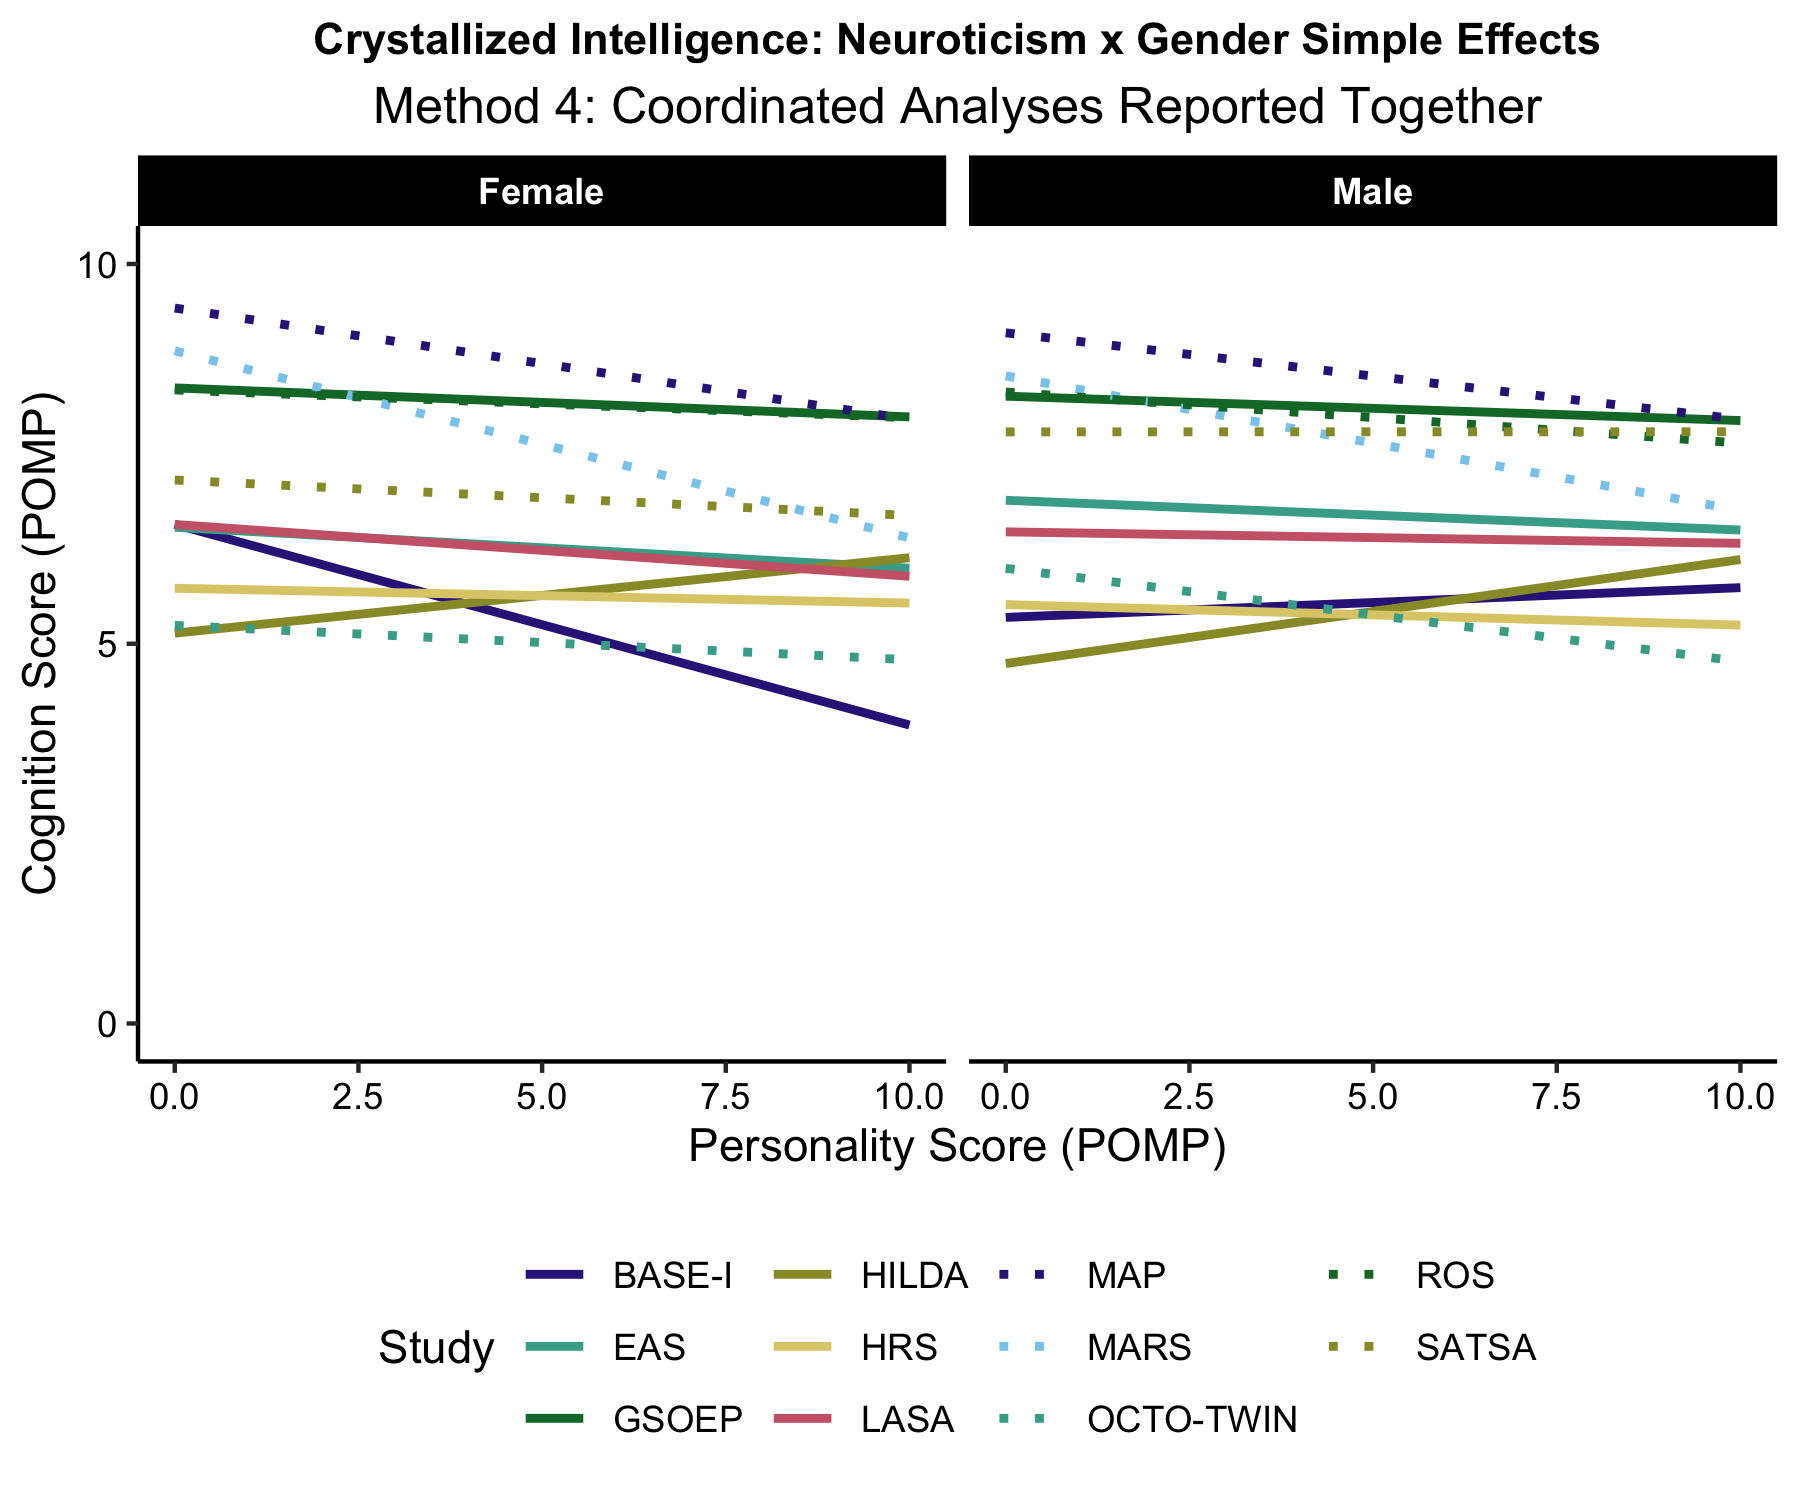 Crystallized Intelligence: Neuroticism x Gender Simple Effects
Method 4: Coordinated Analyses Reported Together
Female Male
10
5
0
Cognition Score (POMP)
0.0 2.5 5.0 7.5 10.0 0.0 2.5 5.0 7.5 10.0
Personality Score (POMP)
BASE-I HILDA MAP ROS
Study EAS HRS MARS SATSA
GSOEP LASA OCTO-TWIN